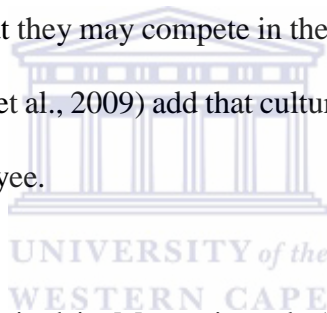 t they may compete in the
et al., 2009) add that cultur
yee.
UNIVERSITY of the
WESTERN CAPE